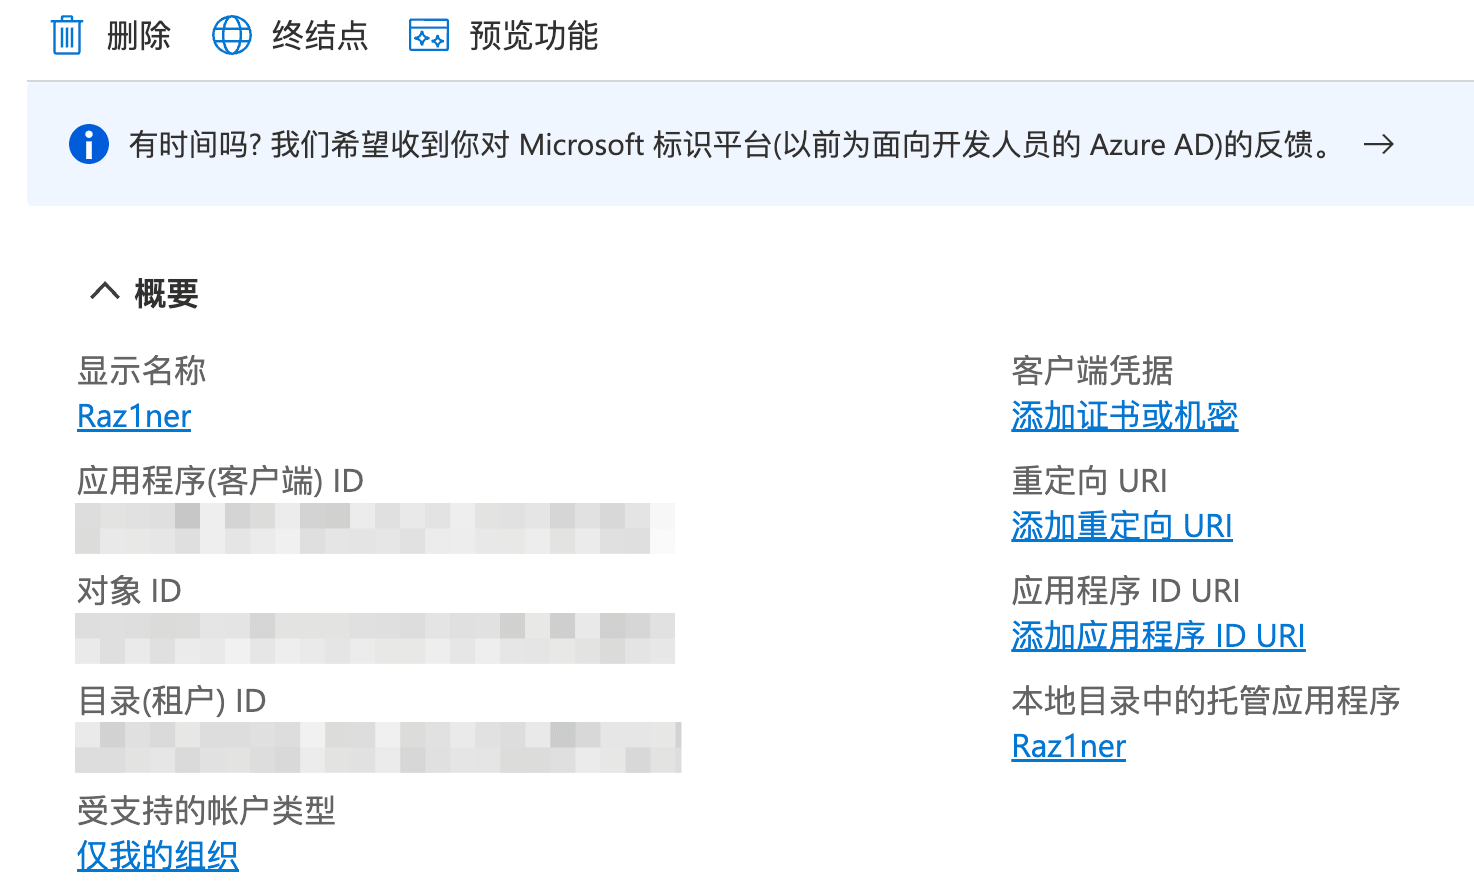 删除 终结点 预览功能
有时间吗? 我们希望收到你对 Microsoft 标识平台(以前为面向开发人员的 Azure AD)的反馈。 →
概要
显示名称
Raz1ner
应用程序(客户端) ID
对象 ID
目录(租户) ID
受支持的帐户类型
仅我的组织
客户端凭据
添加证书或机密
重定向 URI
添加重定向 URI
应用程序 ID URI
添加应用程序 ID URI
本地目录中的托管应用程序
Raz1ner